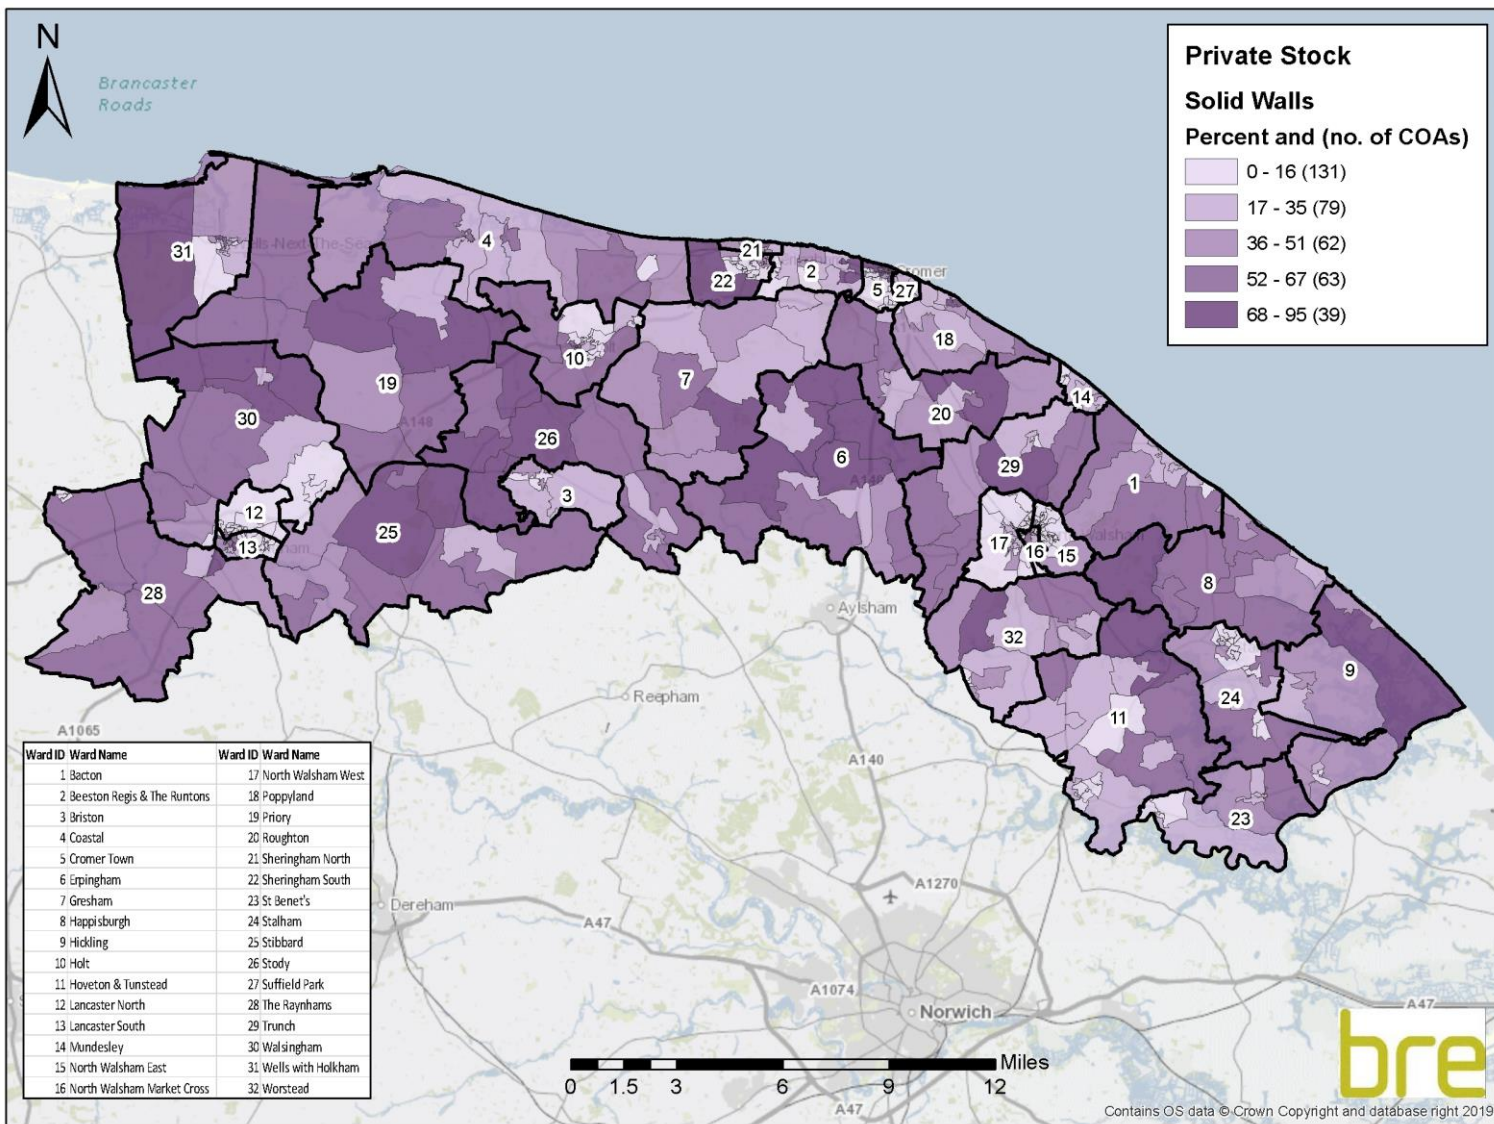 N
Brancaster
Roads
Private Stock
Solid Walls
Percent and (no. of COAs)
0 - 16 (131)
17 - 35 (79)
36 - 51 (62)
52 - 67 (63)
68 - 95 (39)
31
4
21
22
2
Cromer
5
27
18
10
7
19
14
30
20
A148
26
6
29
3
1
12
25
17
16
15
13
28
8
Aylsham
32
9
Reepham
24
11
A1065
A140
23
Ward ID Ward Name Ward ID Ward Name
1 Bacton 17 North Walsham West
2 Beeston Regis & The Runtons 18 Poppyland
3 Briston 19 Priory
4 Coastal 20 Roughton
5 Cromer Town 21 Sheringham North
6 Erpingham 22 Sheringham South
7 Gresham 23 St Benet's
8 Happisburgh 24 Stalham
9 Hickling 25 Stibbard
10 Holt 26 Stody
11 Hoveton & Tunstead 27 Suffield Park
12 Lancaster North 28 The Raynhams
13 Lancaster South 29 Trunch
14 Mundesley 30 Walsingham
15 North Walsham East 31 Wells with Holkham
16 North Walsham Market Cross 32 Worstead
A1270
Dereham
A47
A1074
Norwich
A47
bre
Miles
0 1.5 3 6 9 12
A47
Contains OS data © Crown Copyright and database right 2019